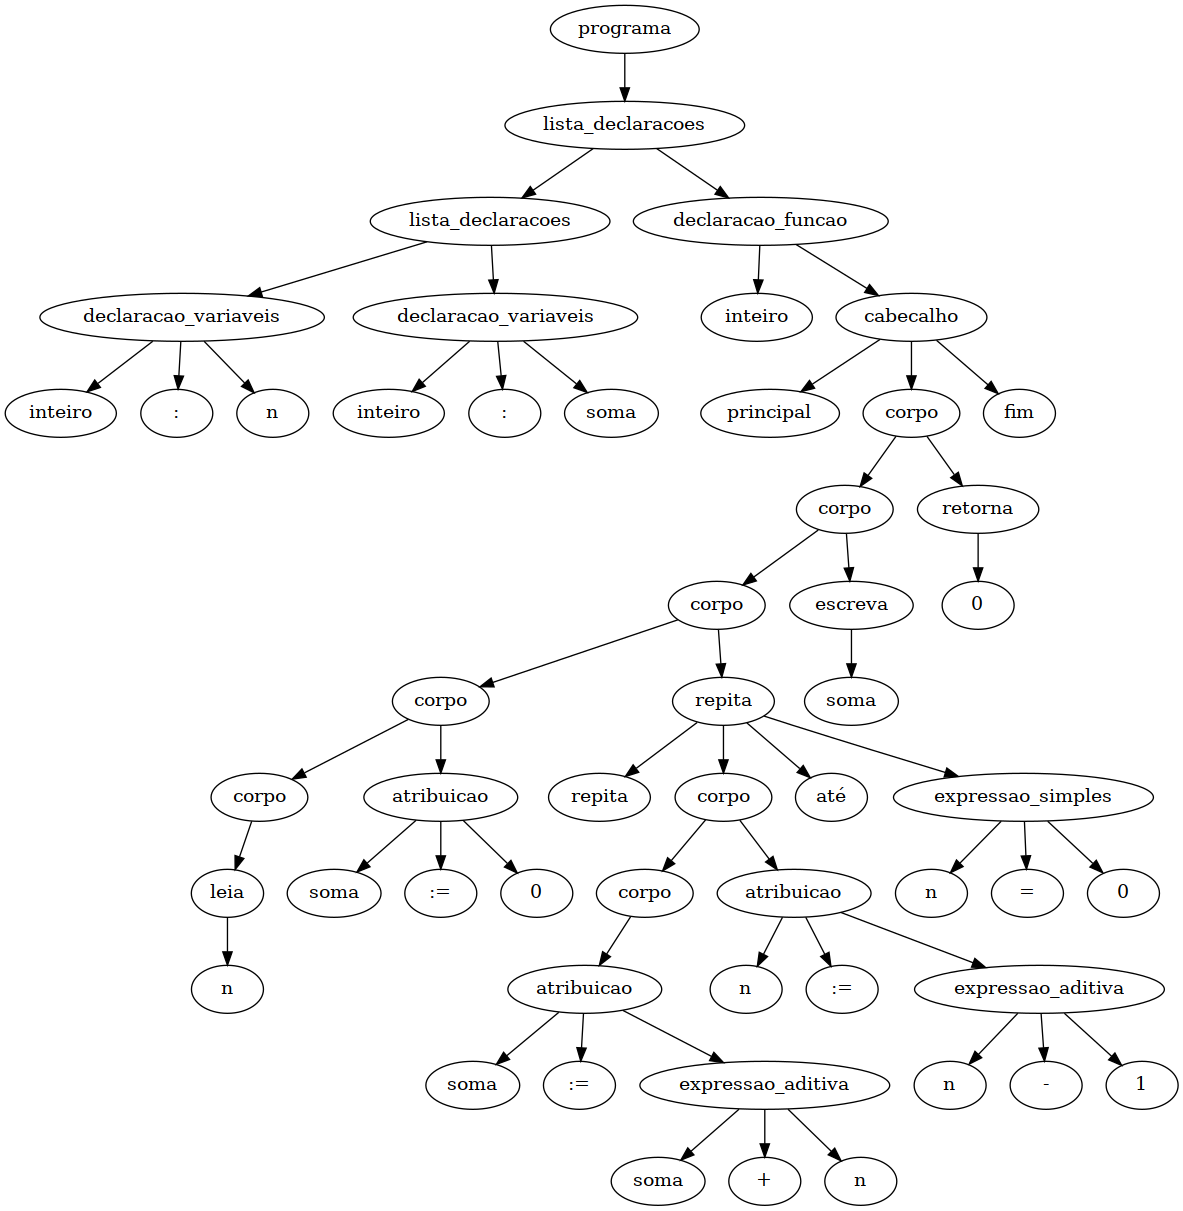 programa
lista_declaracoes
lista_declaracoes declaracao_funcao
declaracao_variaveis declaracao_variaveis inteiro cabecalho
inteiro : n inteiro : soma principal corpo fim
corpo retorna
corpo escreva 0
corpo repita soma
corpo atribuicao repita corpo até expressao_simples
leia soma := 0 corpo atribuicao n = 0
n atribuicao n := expressao_aditiva
soma := expressao_aditiva n - 1
soma + n